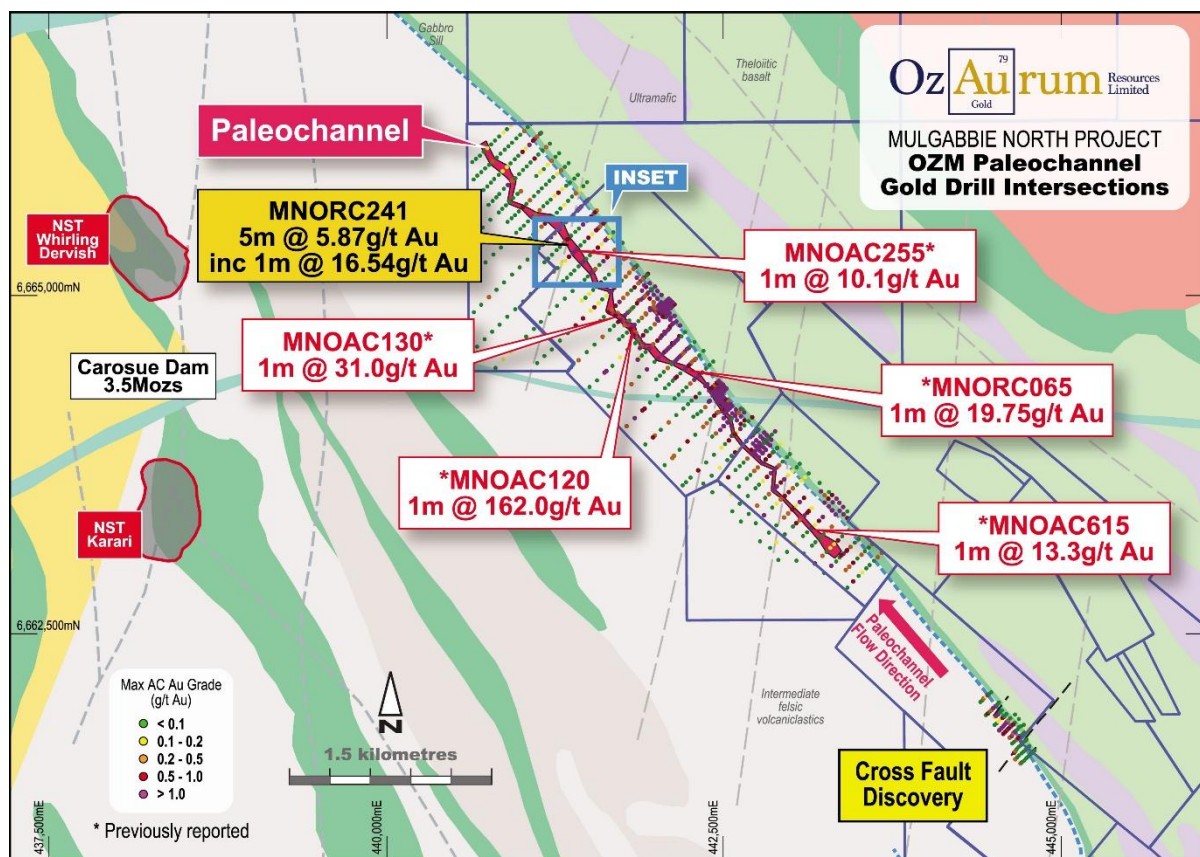 Gabbro
Sill
Theloiitic
basalt
Ultramafic
Oz Aurum Resources
Limited
79
Gold
MULGABBIE NORTH PROJECT
OZM Paleochannel
Gold Drill Intersections
Paleochannel
INSET
MNORC241
5m @ 5.87g/t Au
inc 1m @ 16.54g/t Au
NST
Whirling
Dervish
MNOAC255*
1m @ 10.1g/t Au
6,665,000mN
MNOAC130*
1m @ 31.0g/t Au
Carosue Dam
3.5Mozs
*MNORC065
1m @ 19.75g/t Au
*MNOAC120
1m @ 162.0g/t Au
NST
Karari
*MNOAC615
1m @ 13.3g/t Au
6,662,500mN
Paleochannel
Flow Direction
Intermediate
felsic
volcaniclastics
Max AC Au Grade
(g/t Au)
< 0.1
0.1 - 0.2
0.2 - 0.5
0.5 - 1.0
> 1.0
* Previously reported
N
1.5 kilometres
Cross Fault
Discovery
437,500mE
440,000mE
442,500mE
445,000mE